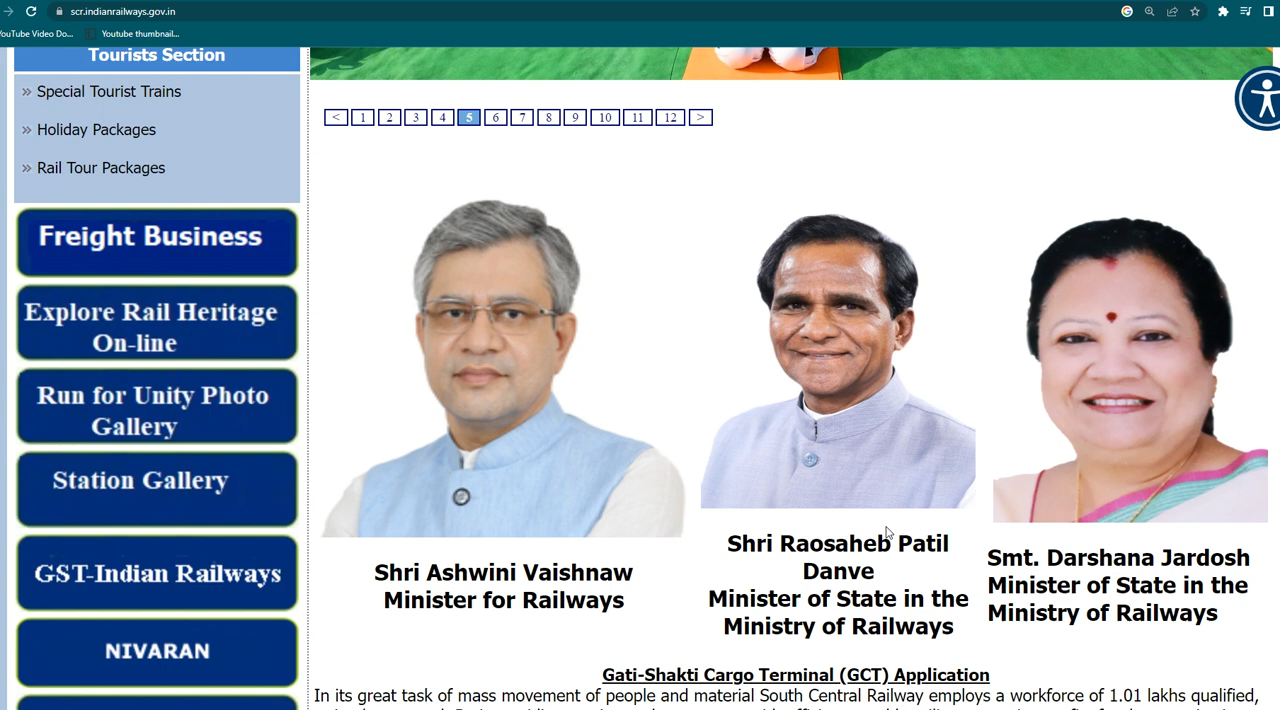 scr.indianrailways.gov.in
YouTube Video Do...
Youtube thumbnail...
Tourists Section
» Special Tourist Trains
» Holiday Packages
» Rail Tour Packages
Freight Business
Explore Rail Heritage
On-line
Run for Unity Photo
Gallery
Station Gallery
GST-Indian Railways
NIVARAN
< 1 2 3 4 5 6 7 8 9 10 11 12 >
Shri Ashwini Vaishnaw
Minister for Railways
Shri Raosaheb Patil
Danve
Minister of State in the
Ministry of Railways
Smt. Darshana Jardosh
Minister of State in the
Ministry of Railways
Gati-Shakti Cargo Terminal (GCT) Application
In its great task of mass movement of people and material South Central Railway employs a workforce of 1.01 lakhs qualified,